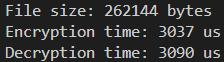 File size: 262144 bytes
Encryption time: 3037 us
Decryption time: 3090 us